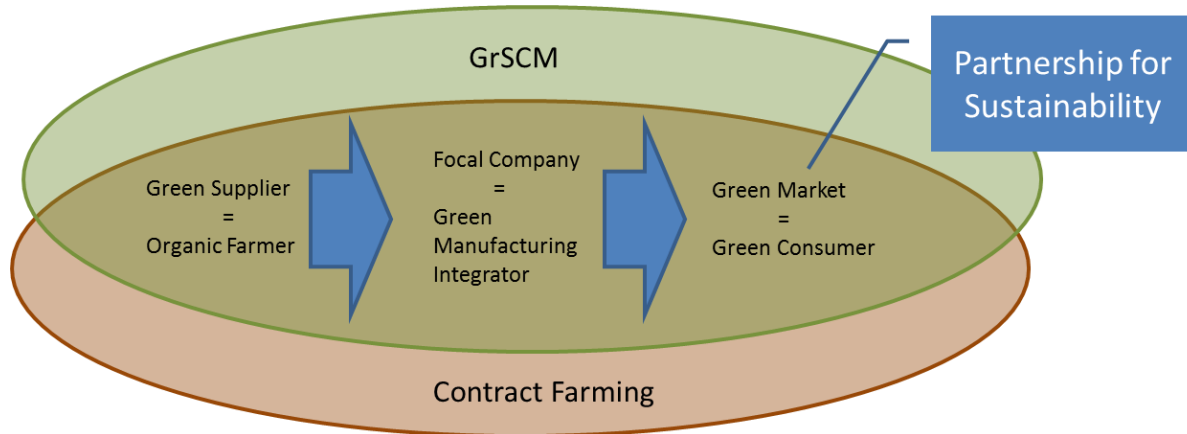 GrSCM
Partnership for
Sustainability
Green Supplier
=
Organic Farmer
Focal Company
=
Green
Manufacturing
Integrator
Green Market
=
Green Consumer
Contract Farming